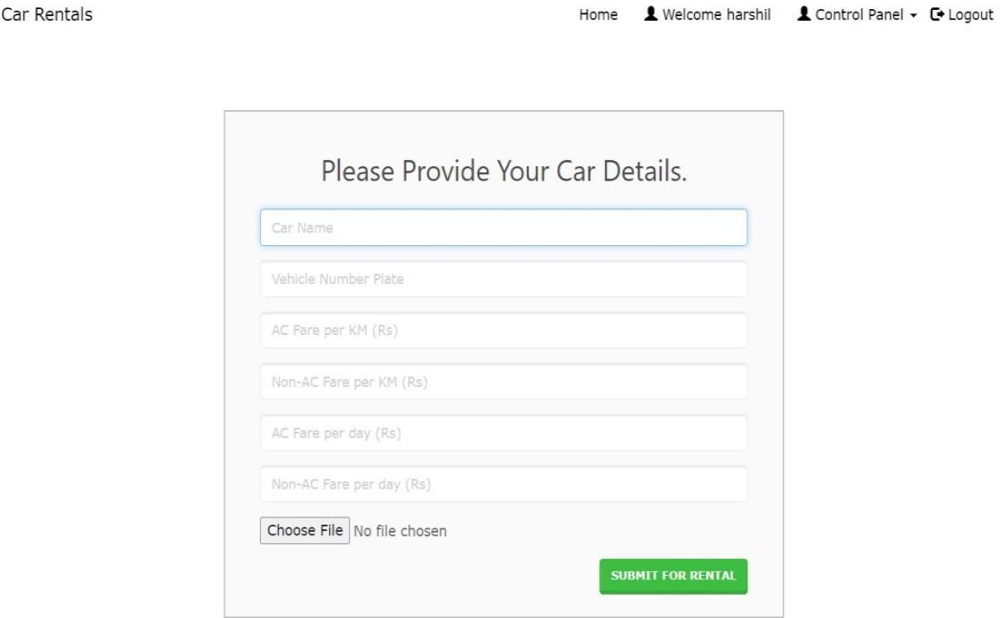 Car Rentals Home Welcome harshil Control Panel Logout
Please Provide Your Car Details.
Car Name
Vehicle Number Plate
AC Fare per KM (Rs)
Non-AC Fare per KM (Rs)
AC Fare per day (Rs)
Non-AC Fare per day (Rs)
Choose File No file chosen
SUBMIT FOR RENTAL